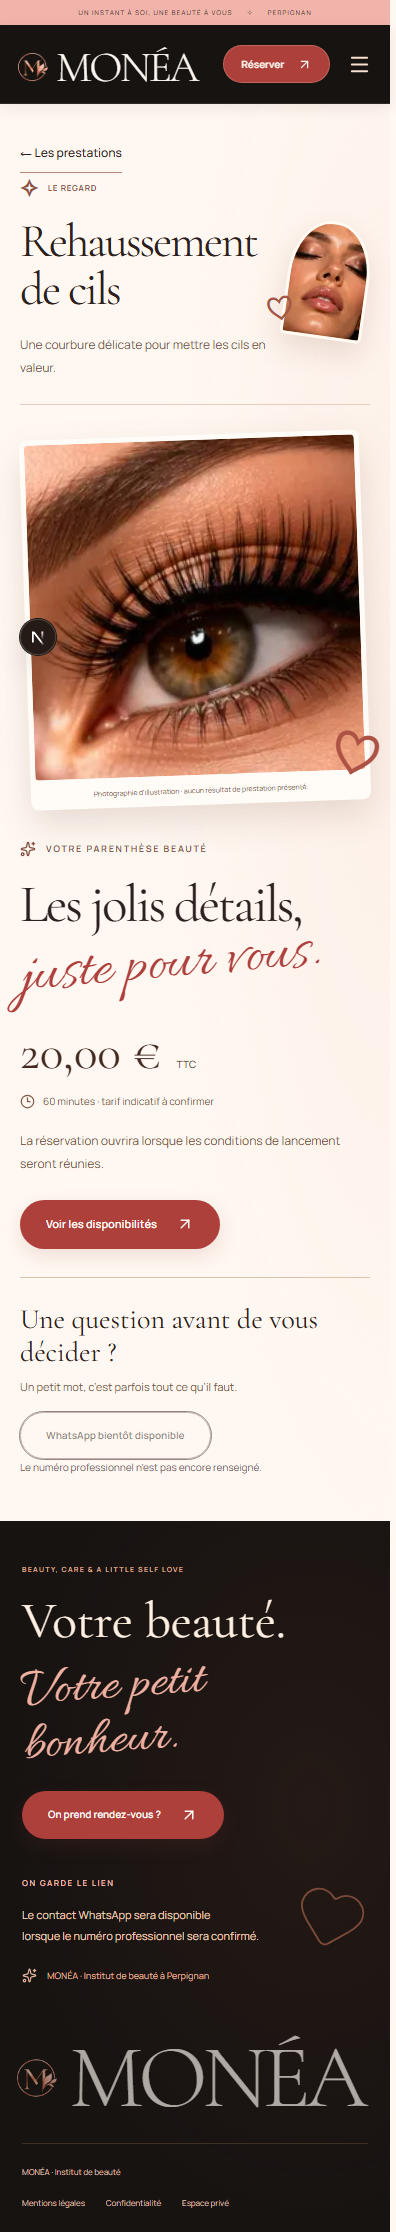 UN INSTANT À SOI, UNE BEAUTÉ À VOUS ✧ PERPIGNAN
M MONÉA Réserver ↗
← Les prestations
LE REGARD
Rehaussement
de cils
Une courbure délicate pour mettre les cils en
valeur.
N
Photographie d'illustration · aucun résultat de prestation présenté.
VOTRE PARENTHÈSE BEAUTÉ
Les jolis détails,
juste pour vous.
20,00 € TTC
60 minutes · tarif indicatif à confirmer
La réservation ouvrira lorsque les conditions de lancement
seront réunies.
Voir les disponibilités ↗
Une question avant de vous
décider ?
Un petit mot, c'est parfois tout ce qu'il faut.
WhatsApp bientôt disponible
Le numéro professionnel n'est pas encore renseigné.
BEAUTY, CARE & A LITTLE SELF LOVE
Votre beauté.
Votre petit
bonheur.
On prend rendez-vous ? ↗
ON GARDE LE LIEN
Le contact WhatsApp sera disponible
lorsque le numéro professionnel sera confirmé.
MONÉA · Institut de beauté à Perpignan
M MONÉA
MONÉA · Institut de beauté
Mentions légales Confidentialité Espace privé